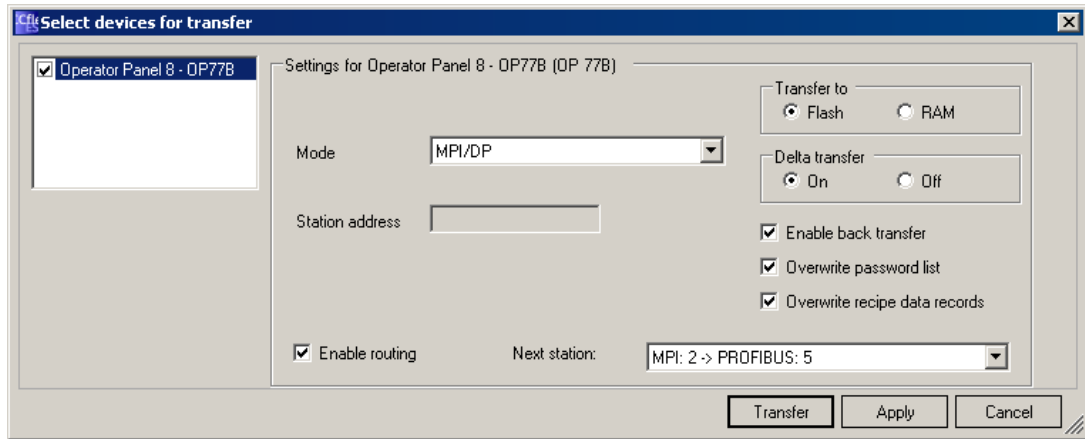 Select devices for transfer
Operator Panel 8 - OP77B
Settings for Operator Panel 8 - OP77B (OP 77B)
Transfer to
Flash RAM
Mode MPI/DP
Delta transfer
On Off
Station address
Enable back transfer
Overwrite password list
Overwrite recipe data records
Enable routing Next station: MPI: 2 -> PROFIBUS: 5
Transfer Apply Cancel